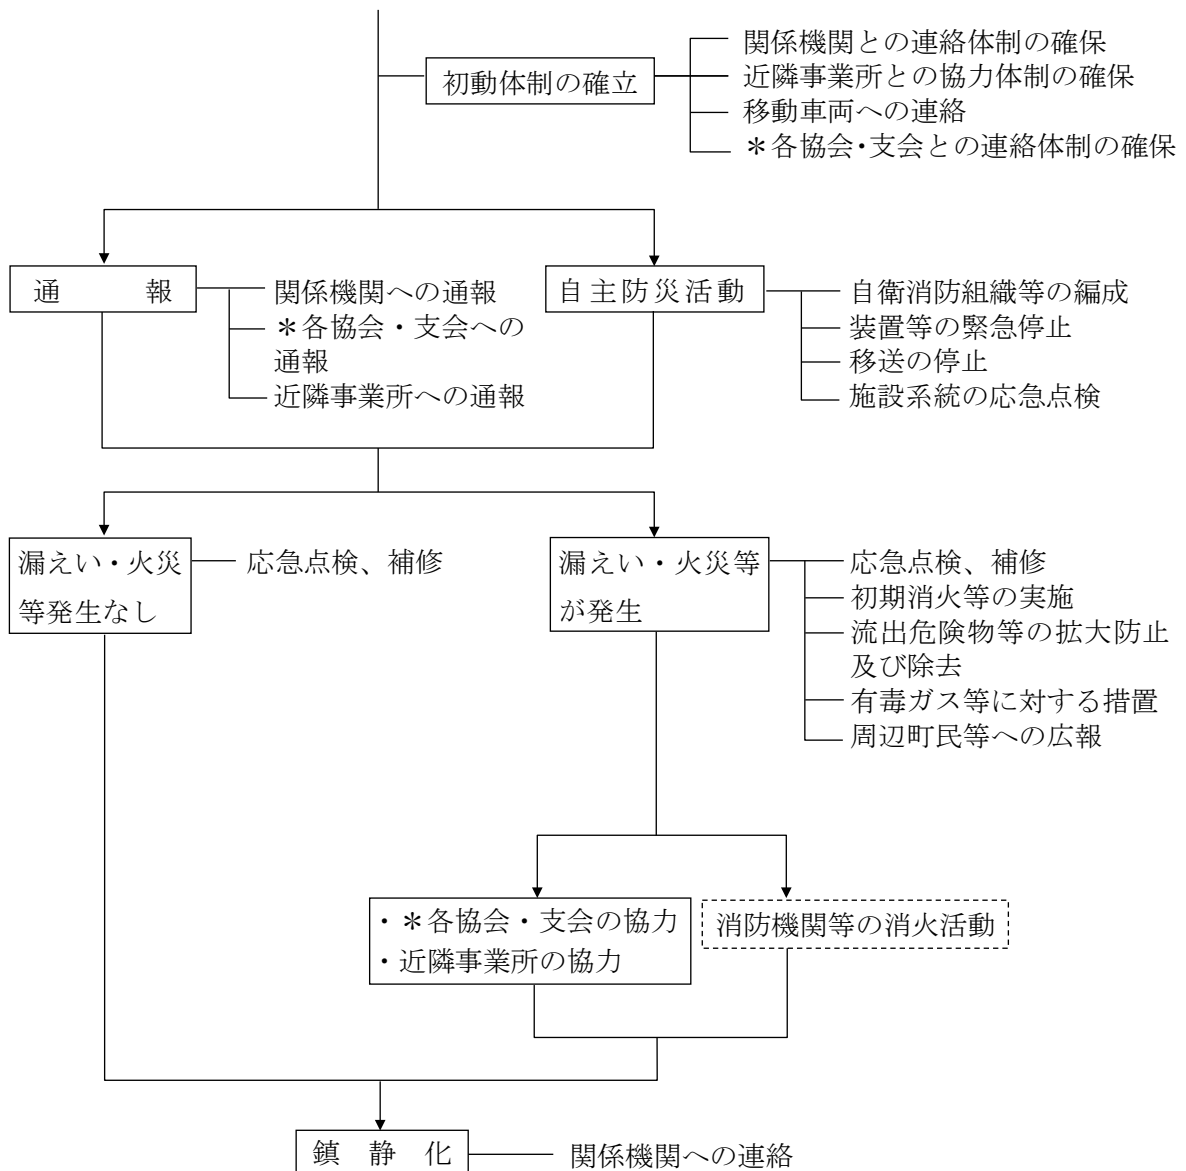 初動体制の確立
関係機関との連絡体制の確保
近隣事業所との協力体制の確保
移動車両への連絡
＊各協会・支会との連絡体制の確保
通　報
関係機関への通報
＊各協会・支会への
通報
近隣事業所への通報
自主防災活動
自衛消防組織等の編成
装置等の緊急停止
移送の停止
施設系統の応急点検
漏えい・火災
等発生なし
応急点検、補修
漏えい・火災等
が発生
応急点検、補修
初期消火等の実施
流出危険物等の拡大防止
及び除去
有毒ガス等に対する措置
周辺町民等への広報
・＊各協会・支会の協力
・近隣事業所の協力
消防機関等の消火活動
鎮　静　化
関係機関への連絡